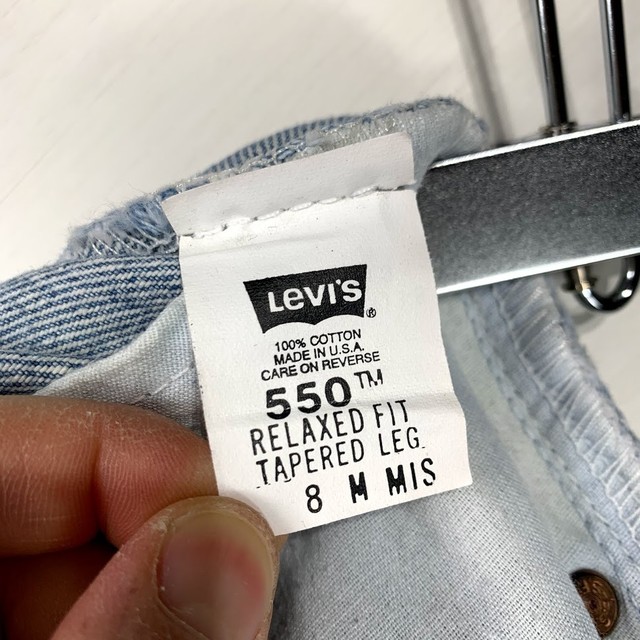 LEVI'S ®
100% COTTON
MADE IN U.S.A.
CARE ON REVERSE
550™
RELAXED FIT
TAPERED LEG
8 M MIS